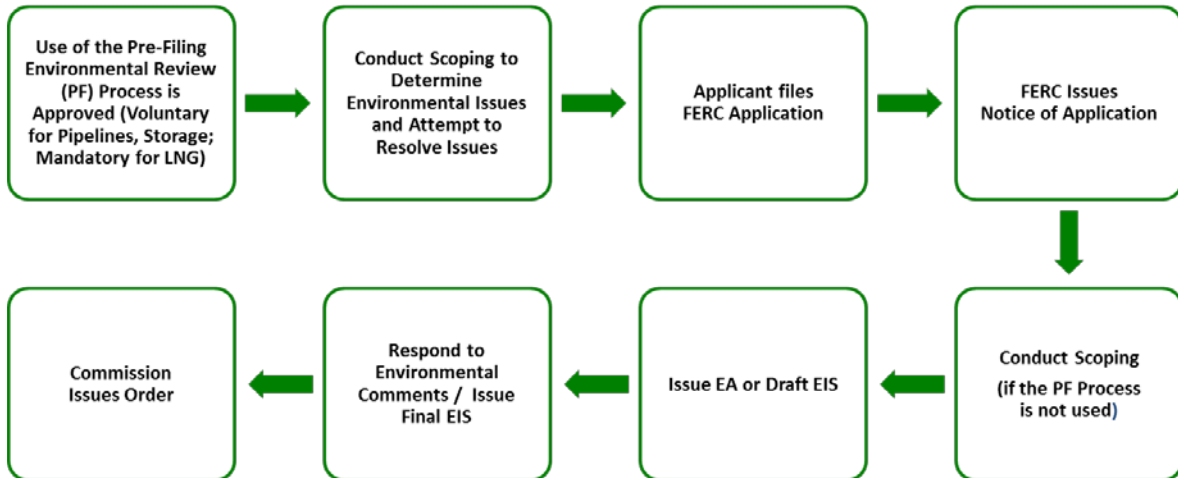 Use of the Pre-Filing
Environmental Review
(PF) Process is
Approved (Voluntary
for Pipelines, Storage;
Mandatory for LNG)
Conduct Scoping to
Determine
Environmental Issues
and Attempt to
Resolve Issues
Applicant files
FERC Application
FERC Issues
Notice of Application
Conduct Scoping
(if the PF Process
is not used)
Issue EA or Draft EIS
Respond to
Environmental
Comments / Issue
Final EIS
Commission
Issues Order